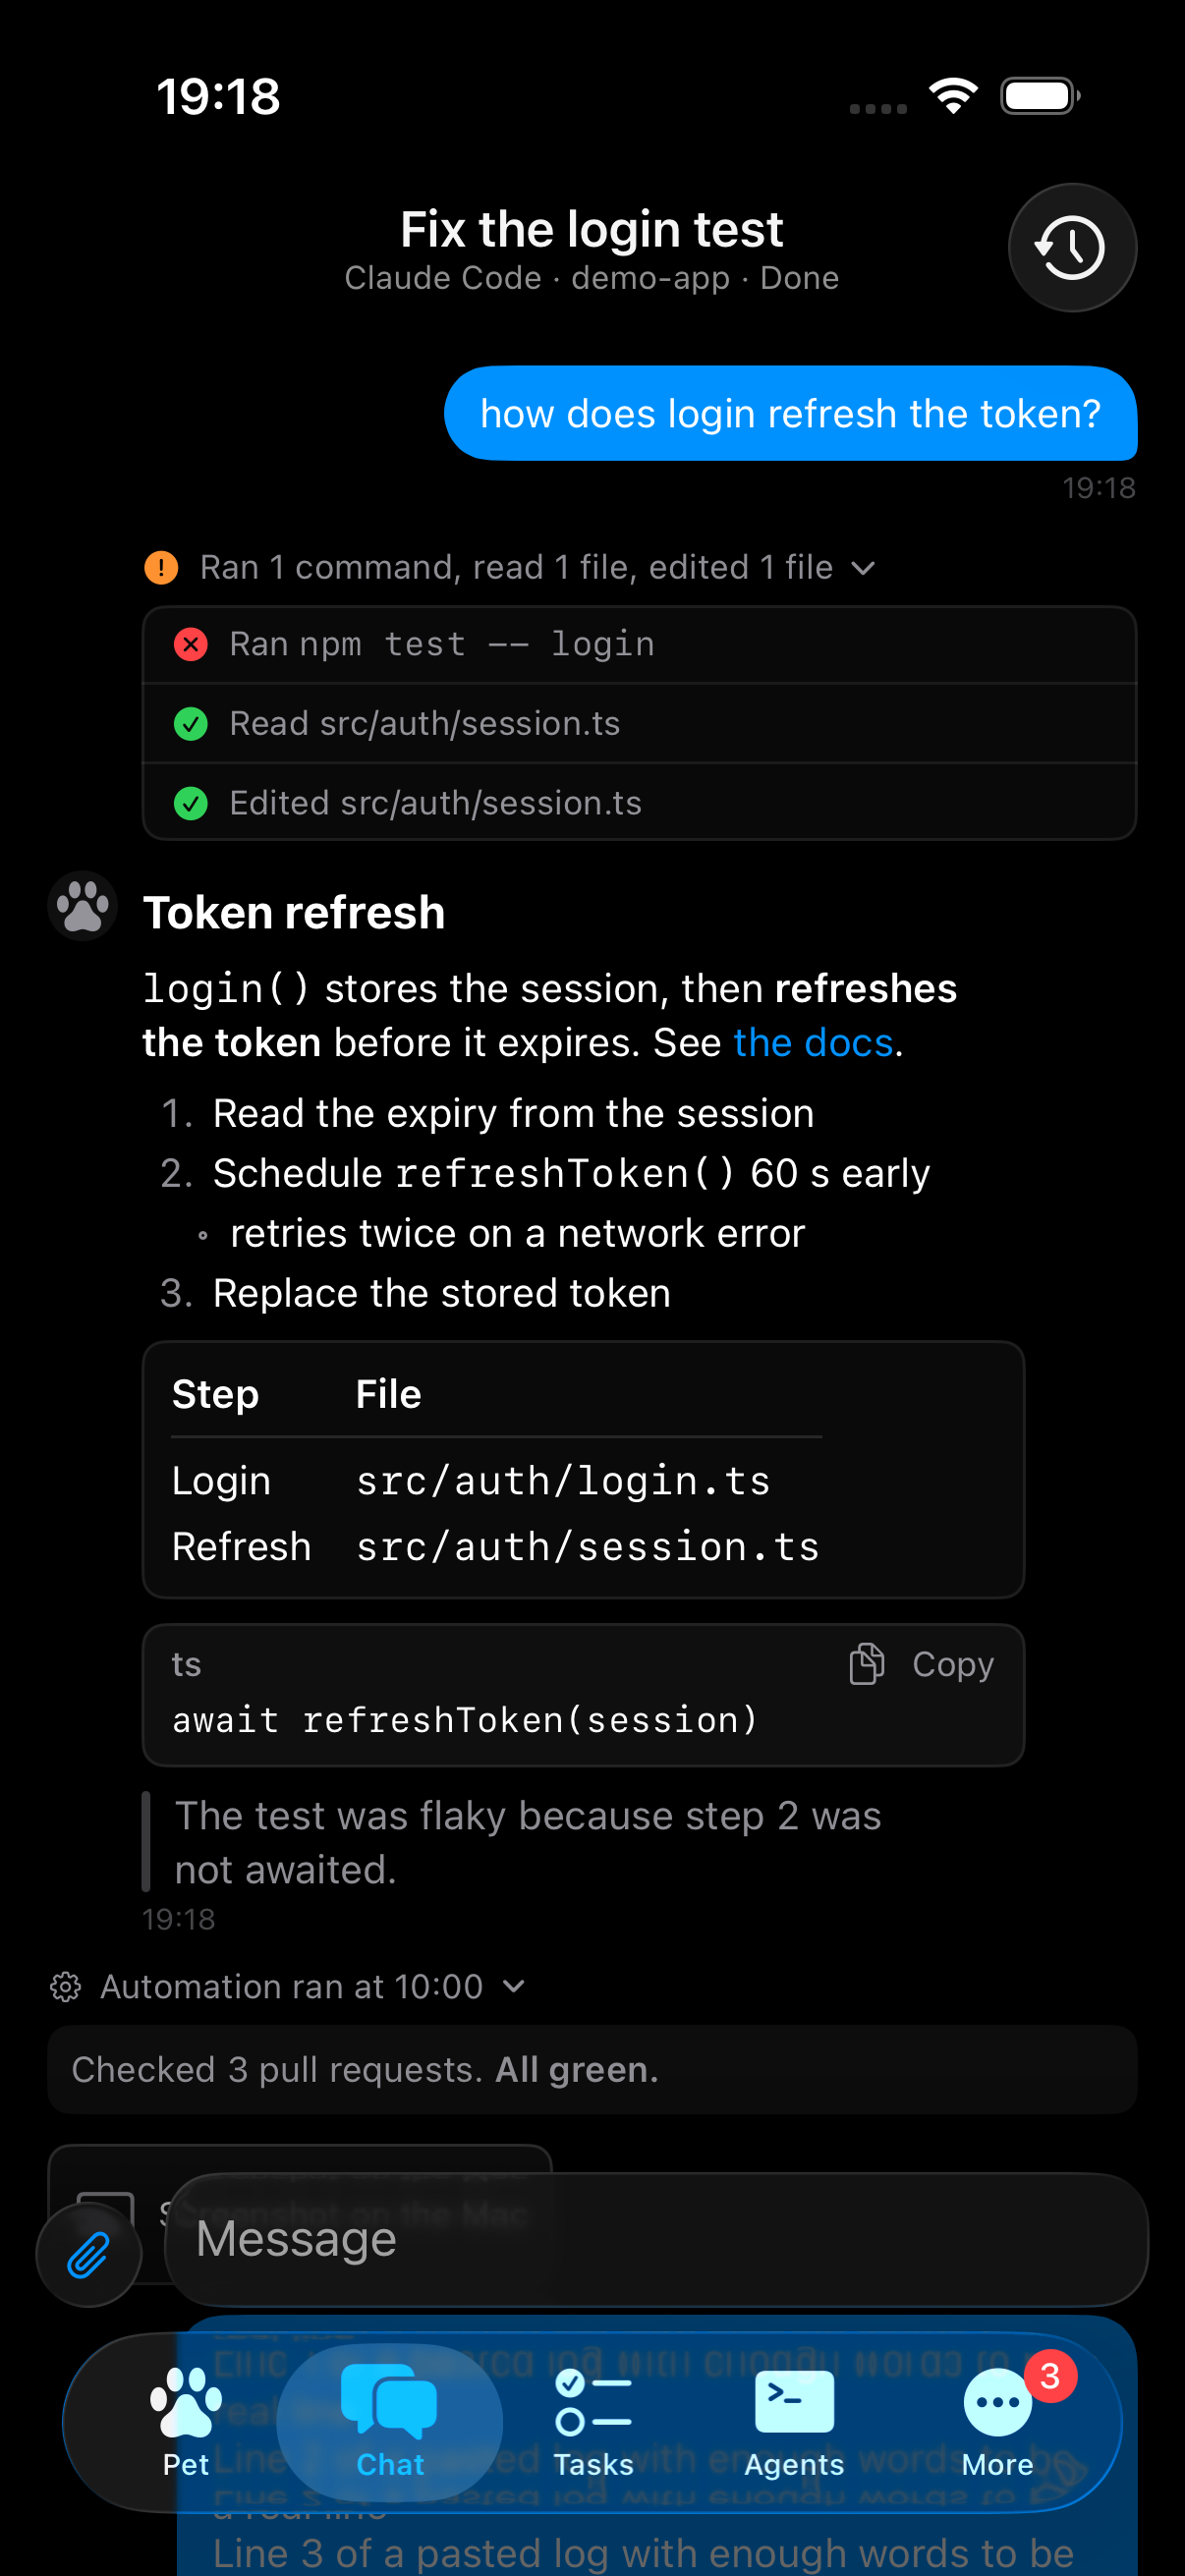 19:18
Fix the login test
Claude Code · demo-app · Done
how does login refresh the token?
19:18
Ran 1 command, read 1 file, edited 1 file
Ran npm test -- login
Read src/auth/session.ts
Edited src/auth/session.ts
Token refresh
login() stores the session, then refreshes
the token before it expires. See the docs.
1. Read the expiry from the session
2. Schedule refreshToken() 60 s early
◦ retries twice on a network error
3. Replace the stored token
Step File
Login src/auth/login.ts
Refresh src/auth/session.ts
ts Copy
await refreshToken(session)
The test was flaky because step 2 was
not awaited.
19:18
Automation ran at 10:00
Checked 3 pull requests. All green.
Screenshot on the Mac
Message
3
Pet Chat Tasks Agents More
a real line
Line 3 of a pasted log with enough words to be